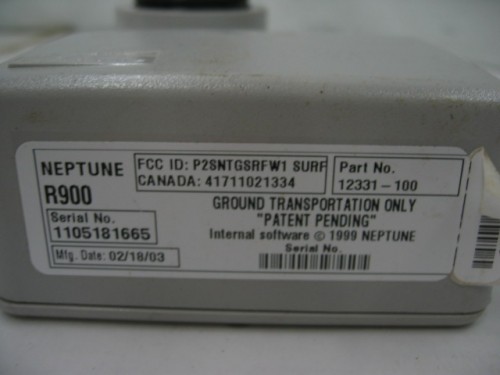 NEPTUNE
R900
Serial No.
1105181665
Mfg. Date: 02/18/03
FCC ID: P2SNTGSRFW1 SURF
CANADA: 41711021334
Part No.
12331-100
GROUND TRANSPORTATION ONLY
"PATENT PENDING"
Internal software © 1999 NEPTUNE
Serial No.